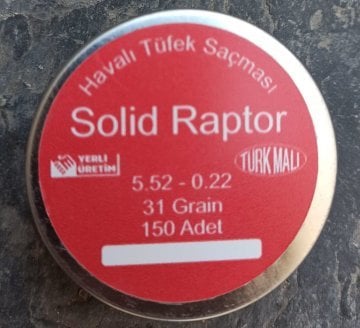 Havalı Tüfek Saçması
Solid Raptor
YERLİ
ÜRETİM
TÜRK MALI
5.52 - 0.22
31 Grain
150 Adet